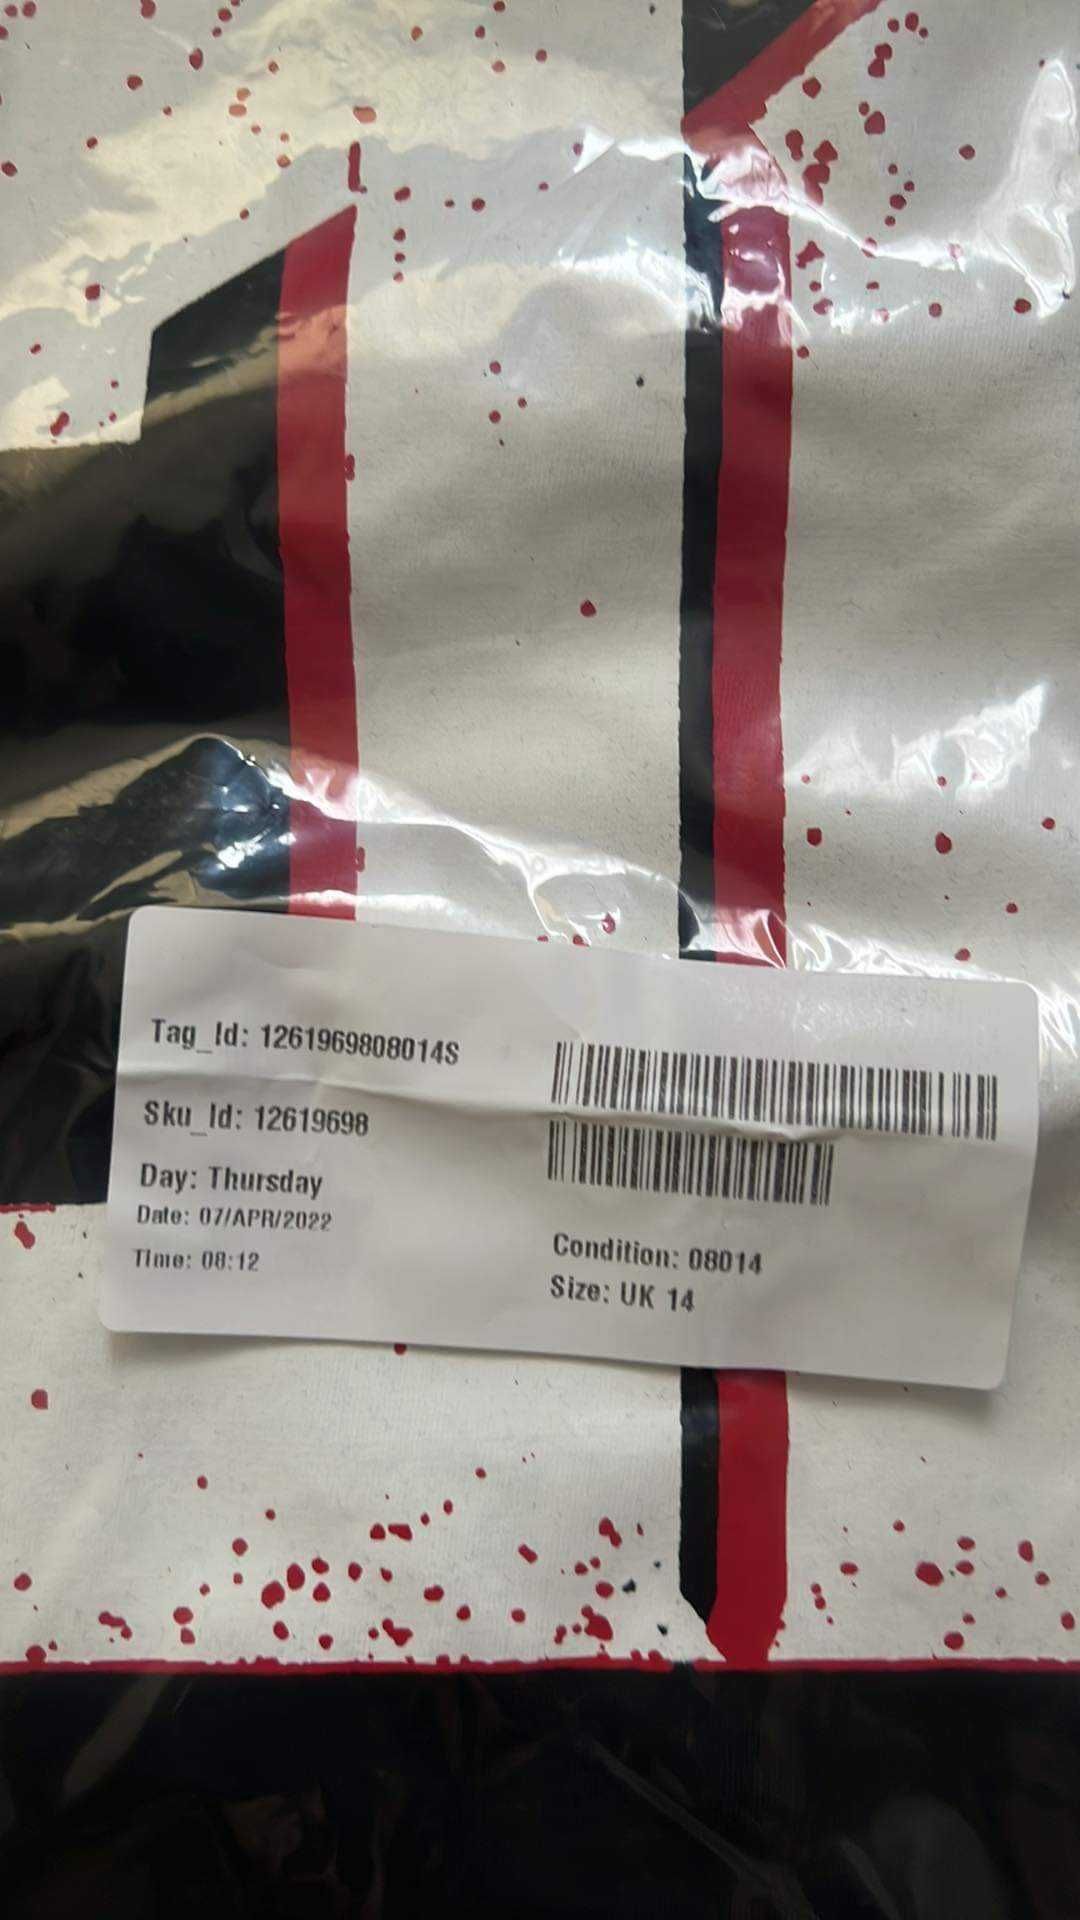 Tag_Id: 1261969808014S
Sku_Id: 12619698
Day: Thursday
Date: 07/APR/2022
Time: 08:12
Condition: 08014
Size: UK 14